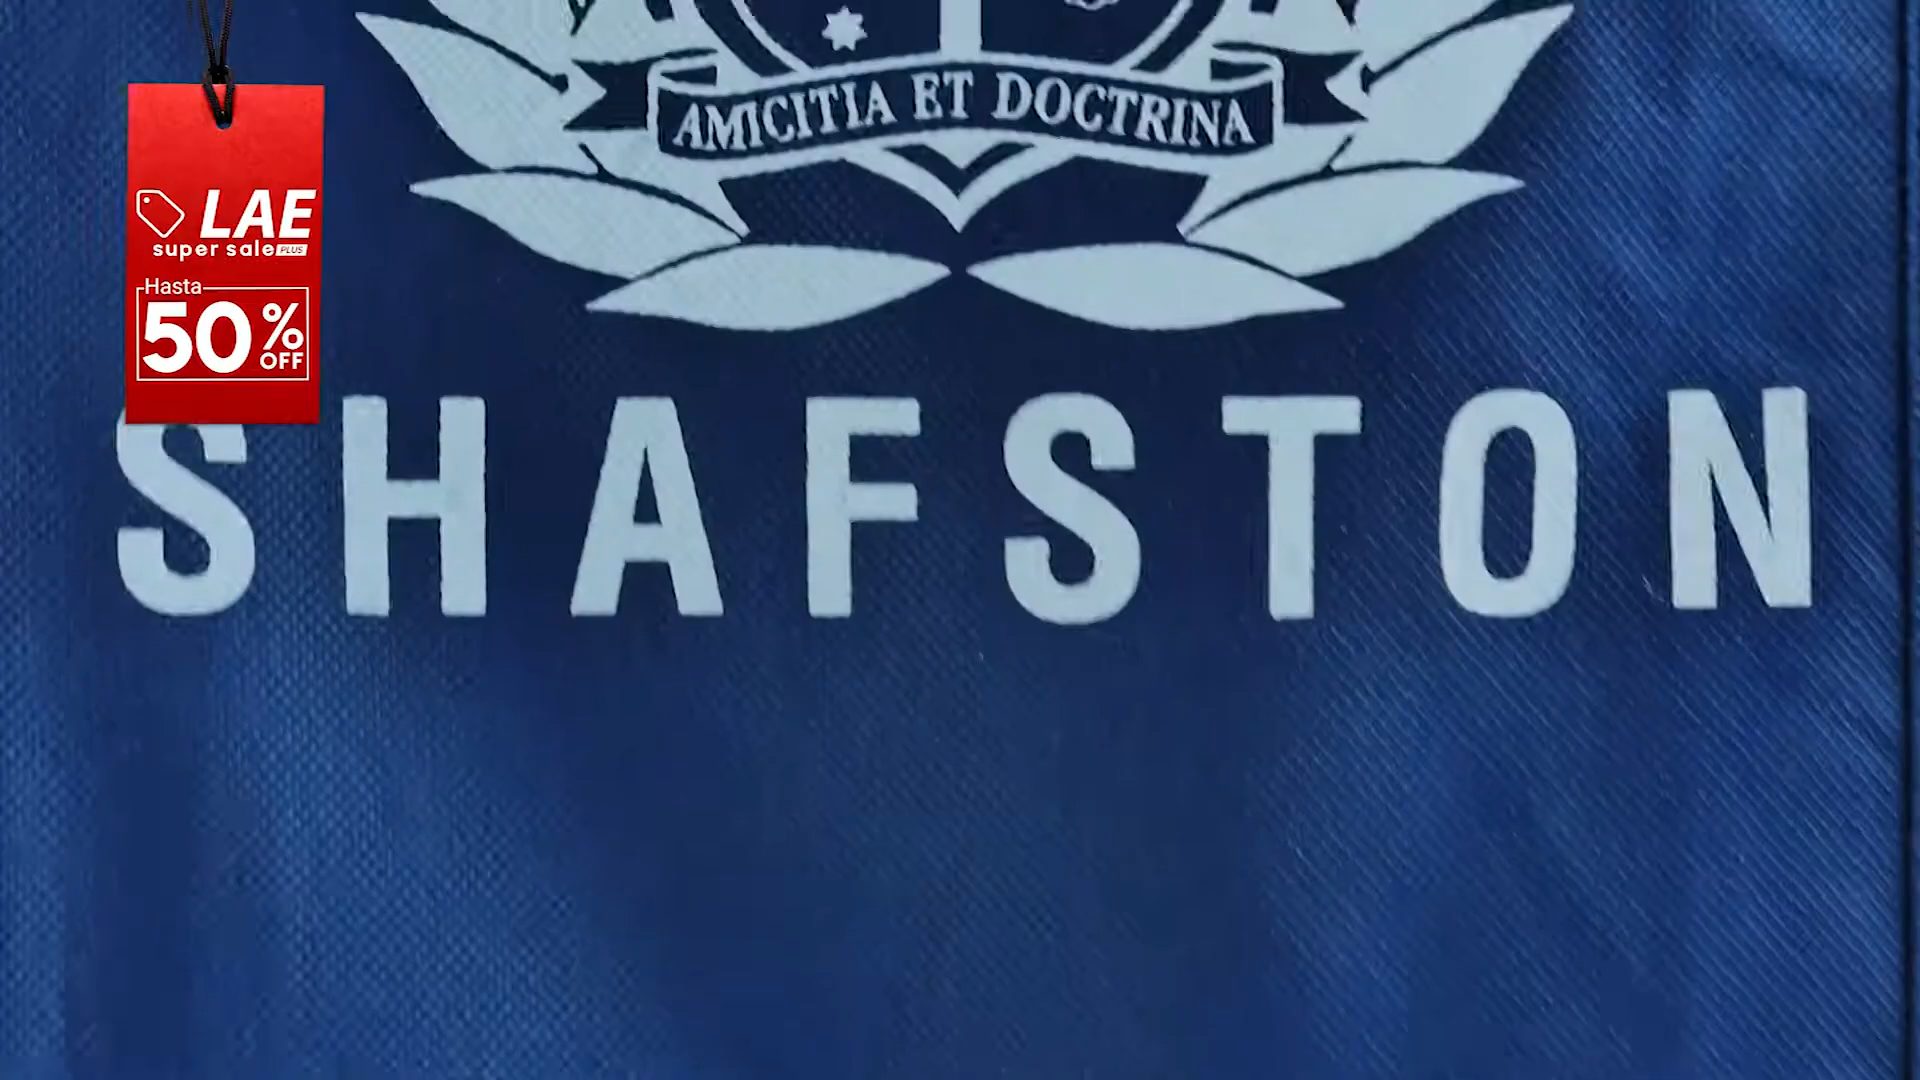 AMICITIA ET DOCTRINA
LAE
super sale PLUS
Hasta
50%
OFF
SHAFSTON